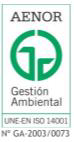 AENOR
Gestión
Ambiental
UNE-EN ISO 14001
Nº GA-2003/0073